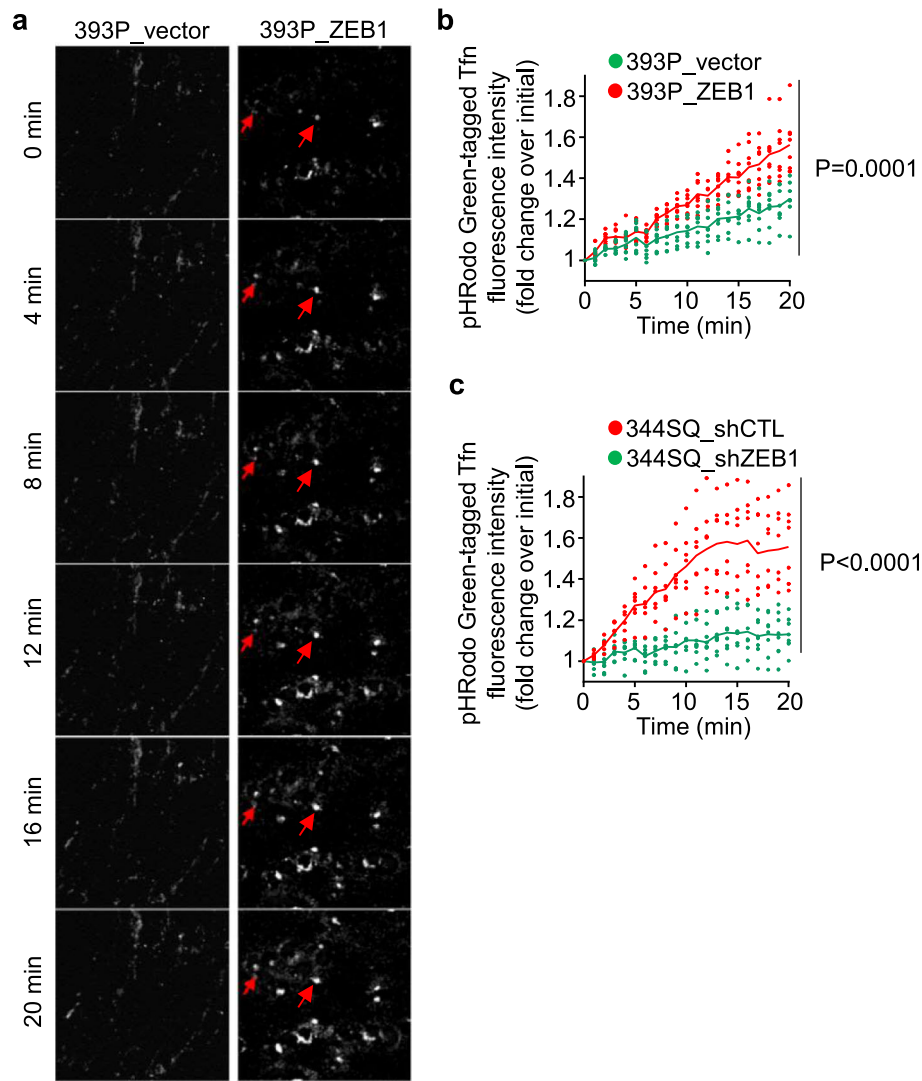 a
393P_vector
393P_ZEB1
0 min
4 min
8 min
12 min
16 min
20 min
b
393P_vector
393P_ZEB1
pHRodo Green-tagged Tfn
fluorescence intensity
(fold change over initial)
1.8
1.6
1.4
1.2
1
0
5
10
15
20
Time (min)
P=0.0001
c
344SQ_shCTL
344SQ_shZEB1
pHRodo Green-tagged Tfn
fluorescence intensity
(fold change over initial)
1.8
1.6
1.4
1.2
1
0
5
10
15
20
Time (min)
P<0.0001